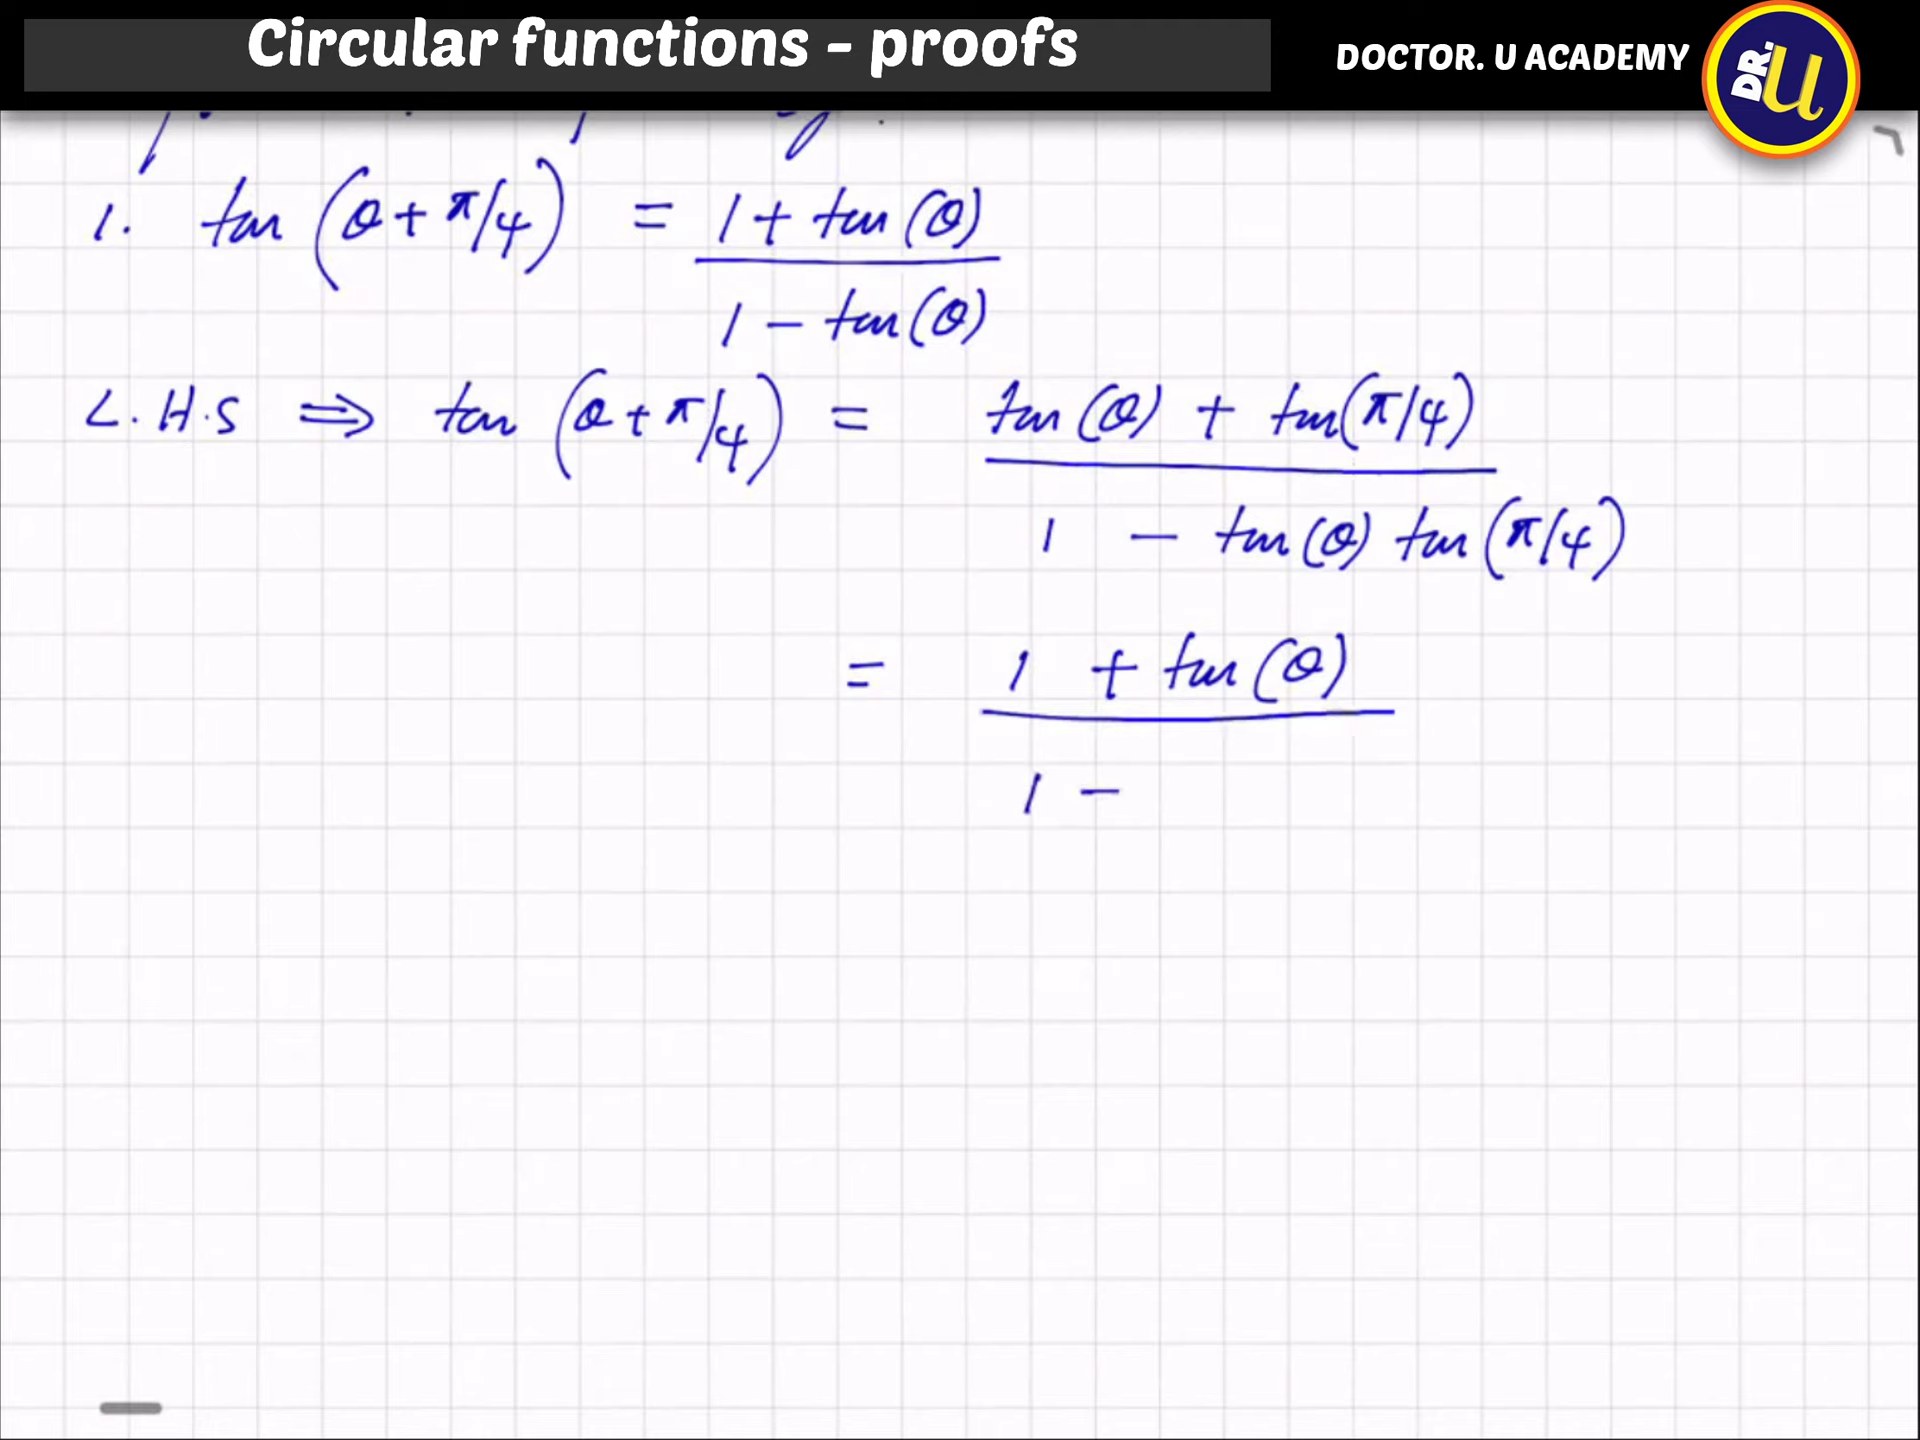 Circular functions - proofs
DOCTOR. U ACADEMY
DR. U
1. tan (θ + π/4) = 1 + tan (θ)
1 - tan (θ)
L.H.S ⇒ tan (θ + π/4) = tan (θ) + tan (π/4)
1 - tan (θ) tan (π/4)
= 1 + tan (θ)
1 -